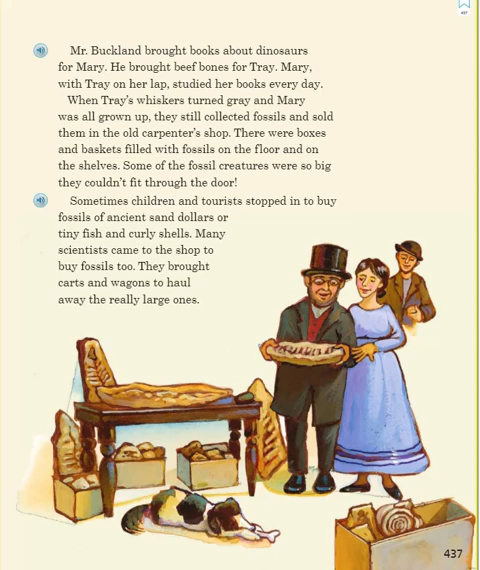 437
Mr. Buckland brought books about dinosaurs
for Mary. He brought beef bones for Tray. Mary,
with Tray on her lap, studied her books every day.
When Tray's whiskers turned gray and Mary
was all grown up, they still collected fossils and sold
them in the old carpenter's shop. There were boxes
and baskets filled with fossils on the floor and on
the shelves. Some of the fossil creatures were so big
they couldn't fit through the door!
Sometimes children and tourists stopped in to buy
fossils of ancient sand dollars or
tiny fish and curly shells. Many
scientists came to the shop to
buy fossils too. They brought
carts and wagons to haul
away the really large ones.
437